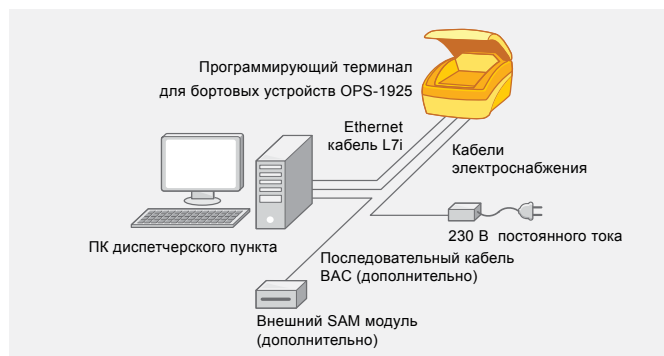 Программирующий терминал
для бортовых устройств OPS-1925
Ethernet
кабель L7i
Кабели
электроснабжения
ПК диспетчерского пункта
230 В постоянного тока
Последовательный кабель
BAC (дополнительно)
Внешний SAM модуль
(дополнительно)